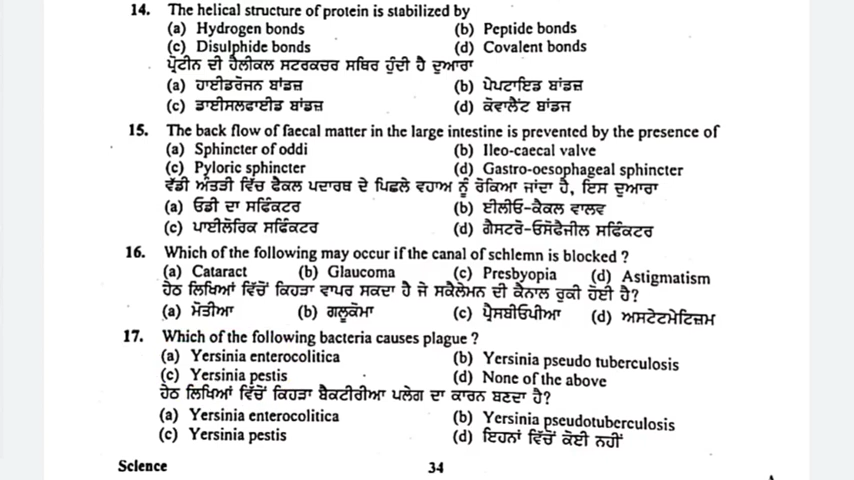 14. The helical structure of protein is stabilized by
(a) Hydrogen bonds (b) Peptide bonds
(c) Disulphide bonds (d) Covalent bonds
ਪ੍ਰੋਟੀਨ ਦੀ ਹੈਲੀਕਲ ਸਟਰਕਚਰ ਸਥਿਰ ਹੁੰਦੀ ਹੈ ਦੁਆਰਾ
(a) ਹਾਈਡਰੋਜਨ ਬਾਂਡਜ਼ (b) ਪੇਪਟਾਇਡ ਬਾਂਡਜ਼
(c) ਡਾਈਸਲਫਾਈਡ ਬਾਂਡਜ਼ (d) ਕੋਵਾਲੈਂਟ ਬਾਂਡਜ
15. The back flow of faecal matter in the large intestine is prevented by the presence of
(a) Sphincter of oddi (b) Ileo-caecal valve
(c) Pyloric sphincter (d) Gastro-oesophageal sphincter
ਵੱਡੀ ਅੰਤੜੀ ਵਿੱਚ ਫੈਕਲ ਪਦਾਰਥ ਦੇ ਪਿਛਲੇ ਵਹਾਅ ਨੂੰ ਰੋਕਿਆ ਜਾਂਦਾ ਹੈ, ਇਸ ਦੁਆਰਾ
(a) ਓਡੀ ਦਾ ਸਫਿੰਕਟਰ (b) ਈਲੀਓ-ਕੈਕਲ ਵਾਲਵ
(c) ਪਾਈਲੋਰਿਕ ਸਫਿੰਕਟਰ (d) ਗੈਸਟਰੋ-ਓਸੋਫੈਜੀਲ ਸਫਿੰਕਟਰ
16. Which of the following may occur if the canal of schlemn is blocked ?
(a) Cataract (b) Glaucoma (c) Presbyopia (d) Astigmatism
ਹੇਠ ਲਿਖਿਆਂ ਵਿੱਚੋਂ ਕਿਹੜਾ ਵਾਪਰ ਸਕਦਾ ਹੈ ਜੇ ਸਕੈਲੇਮਨ ਦੀ ਕੈਨਾਲ ਰੁਕੀ ਹੋਈ ਹੈ?
(a) ਮੋਤੀਆ (b) ਗਲੂਕੋਮਾ (c) ਪ੍ਰੈਸਬੀਓਪੀਆ (d) ਅਸਟੇਟਮੇਟਿਜ਼ਮ
17. Which of the following bacteria causes plague ?
(a) Yersinia enterocolitica (b) Yersinia pseudo tuberculosis
(c) Yersinia pestis (d) None of the above
ਹੇਠ ਲਿਖਿਆਂ ਵਿੱਚੋਂ ਕਿਹੜਾ ਬੈਕਟੀਰੀਆ ਪਲੇਗ ਦਾ ਕਾਰਨ ਬਣਦਾ ਹੈ?
(a) Yersinia enterocolitica (b) Yersinia pseudotuberculosis
(c) Yersinia pestis (d) ਇਹਨਾਂ ਵਿੱਚੋਂ ਕੋਈ ਨਹੀਂ
Science 34